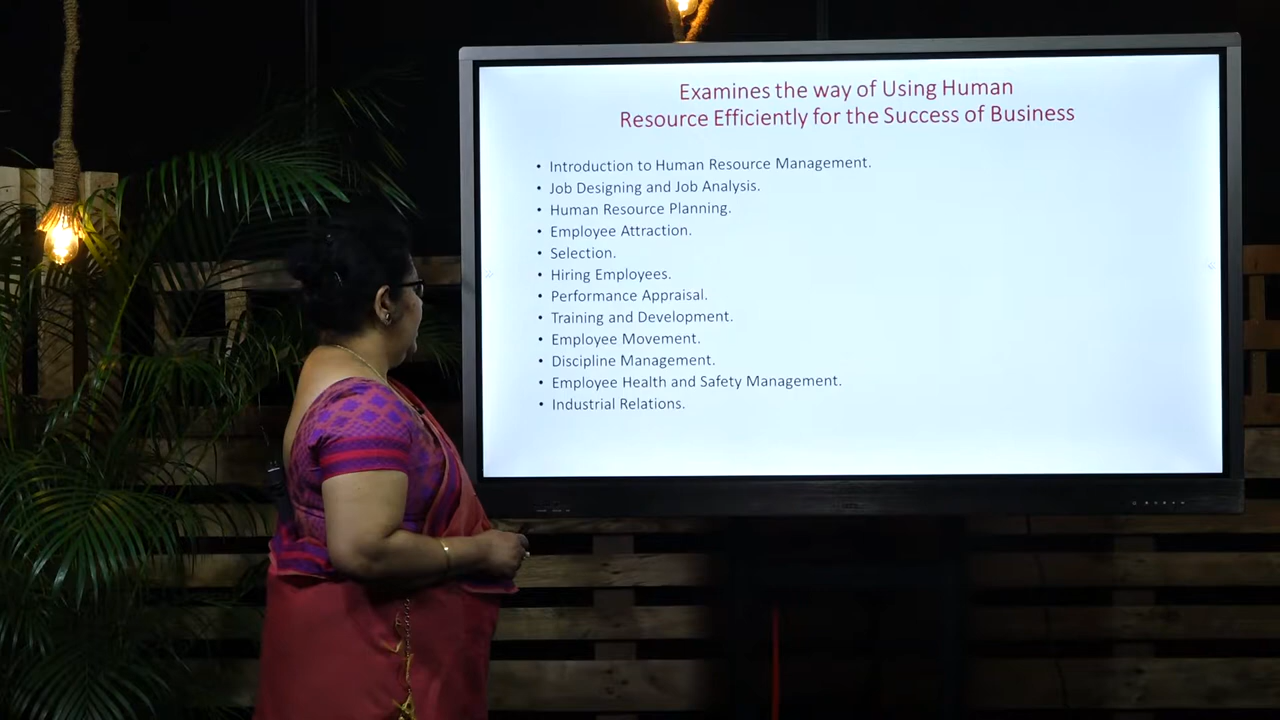 Examines the way of Using Human
Resource Efficiently for the Success of Business
• Introduction to Human Resource Management.
• Job Designing and Job Analysis.
• Human Resource Planning.
• Employee Attraction.
• Selection.
• Hiring Employees.
• Performance Appraisal.
• Training and Development.
• Employee Movement.
• Discipline Management.
• Employee Health and Safety Management.
• Industrial Relations.